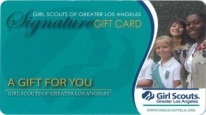 GIRL SCOUTS OF GREATER LOS ANGELES
Signature GIFT CARD
A GIFT FOR YOU
GIRL SCOUTS OF GREATER LOS ANGELES
Girl Scouts
Greater Los Angeles